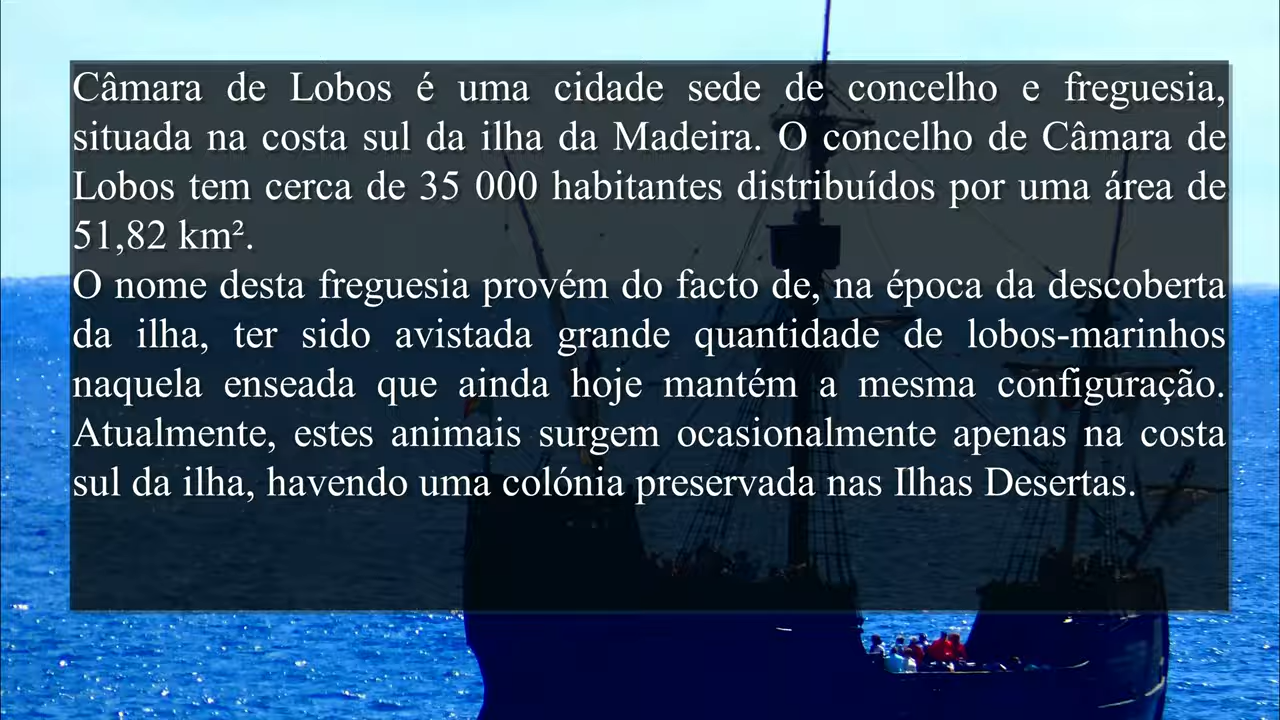 Câmara de Lobos é uma cidade sede de concelho e freguesia,
situada na costa sul da ilha da Madeira. O concelho de Câmara de
Lobos tem cerca de 35 000 habitantes distribuídos por uma área de
51,82 km².
O nome desta freguesia provém do facto de, na época da descoberta
da ilha, ter sido avistada grande quantidade de lobos-marinhos
naquela enseada que ainda hoje mantém a mesma configuração.
Atualmente, estes animais surgem ocasionalmente apenas na costa
sul da ilha, havendo uma colónia preservada nas Ilhas Desertas.